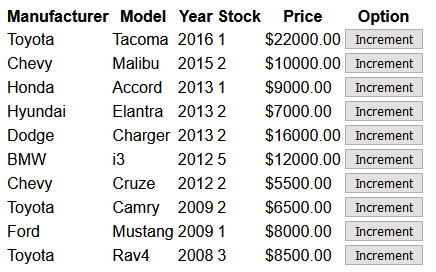 Manufacturer Model Year Stock Price Option
Toyota Tacoma 2016 1 $22000.00 Increment
Chevy Malibu 2015 2 $10000.00 Increment
Honda Accord 2013 1 $9000.00 Increment
Hyundai Elantra 2013 2 $7000.00 Increment
Dodge Charger 2013 2 $16000.00 Increment
BMW i3 2012 5 $12000.00 Increment
Chevy Cruze 2012 2 $5500.00 Increment
Toyota Camry 2009 2 $6500.00 Increment
Ford Mustang 2009 1 $8000.00 Increment
Toyota Rav4 2008 3 $8500.00 Increment